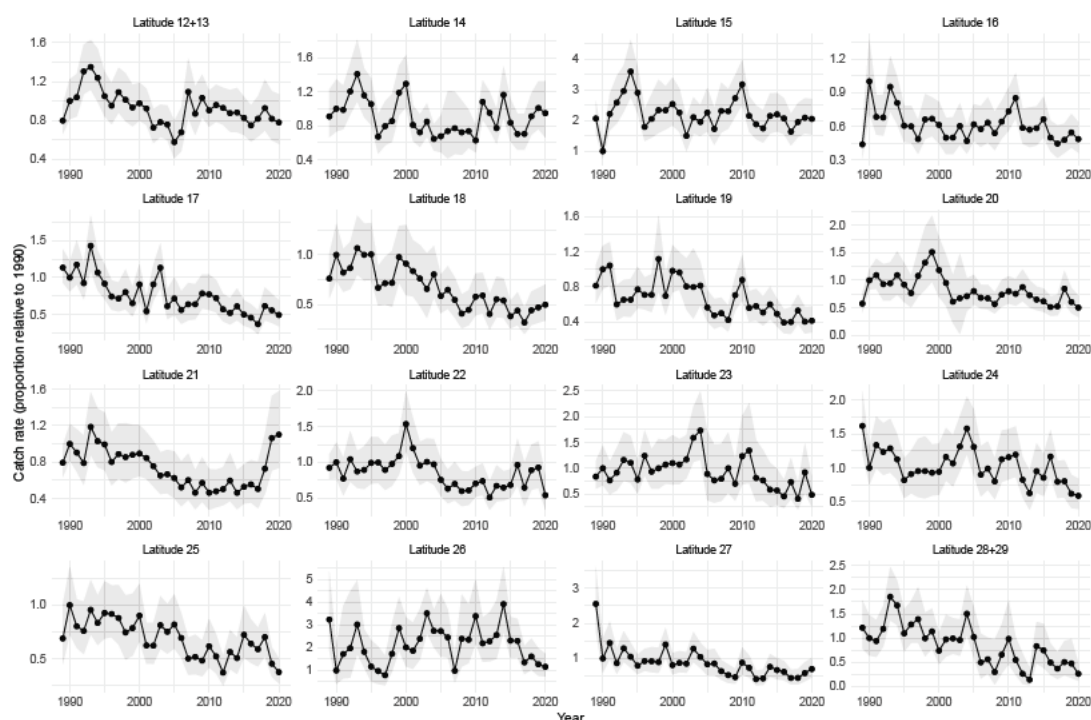 Catch rate (proportion relative to 1990)
Latitude 12+13
1.6
1.2
0.8
0.4
1990 2000 2010 2020
Latitude 14
1.6
1.2
0.8
0.4
1990 2000 2010 2020
Latitude 15
4
3
2
1
1990 2000 2010 2020
Latitude 16
1.2
0.9
0.6
0.3
1990 2000 2010 2020
Latitude 17
1.5
1.0
0.5
1990 2000 2010 2020
Latitude 18
1.0
0.5
1990 2000 2010 2020
Latitude 19
1.6
1.2
0.8
0.4
1990 2000 2010 2020
Latitude 20
2.0
1.5
1.0
0.5
0.0
1990 2000 2010 2020
Latitude 21
1.6
1.2
0.8
0.4
1990 2000 2010 2020
Latitude 22
2.0
1.5
1.0
0.5
1990 2000 2010 2020
Latitude 23
2.5
2.0
1.5
1.0
0.5
1990 2000 2010 2020
Latitude 24
2.0
1.5
1.0
0.5
1990 2000 2010 2020
Latitude 25
1.0
0.5
1990 2000 2010 2020
Latitude 26
5
4
3
2
1
1990 2000 2010 2020
Latitude 27
3
2
1
1990 2000 2010 2020
Latitude 28+29
2.5
2.0
1.5
1.0
0.5
0.0
1990 2000 2010 2020
Year